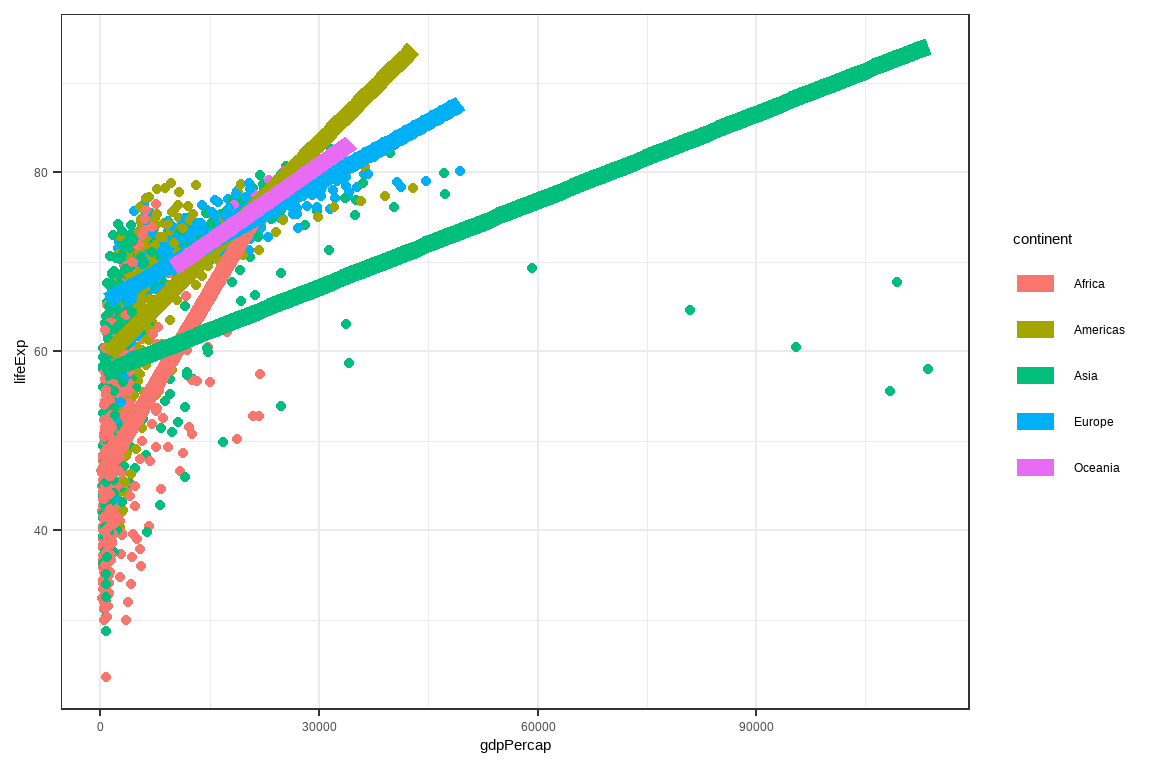 80
60
40
lifeExp
0
30000
60000
90000
gdpPercap
continent
Africa
Americas
Asia
Europe
Oceania